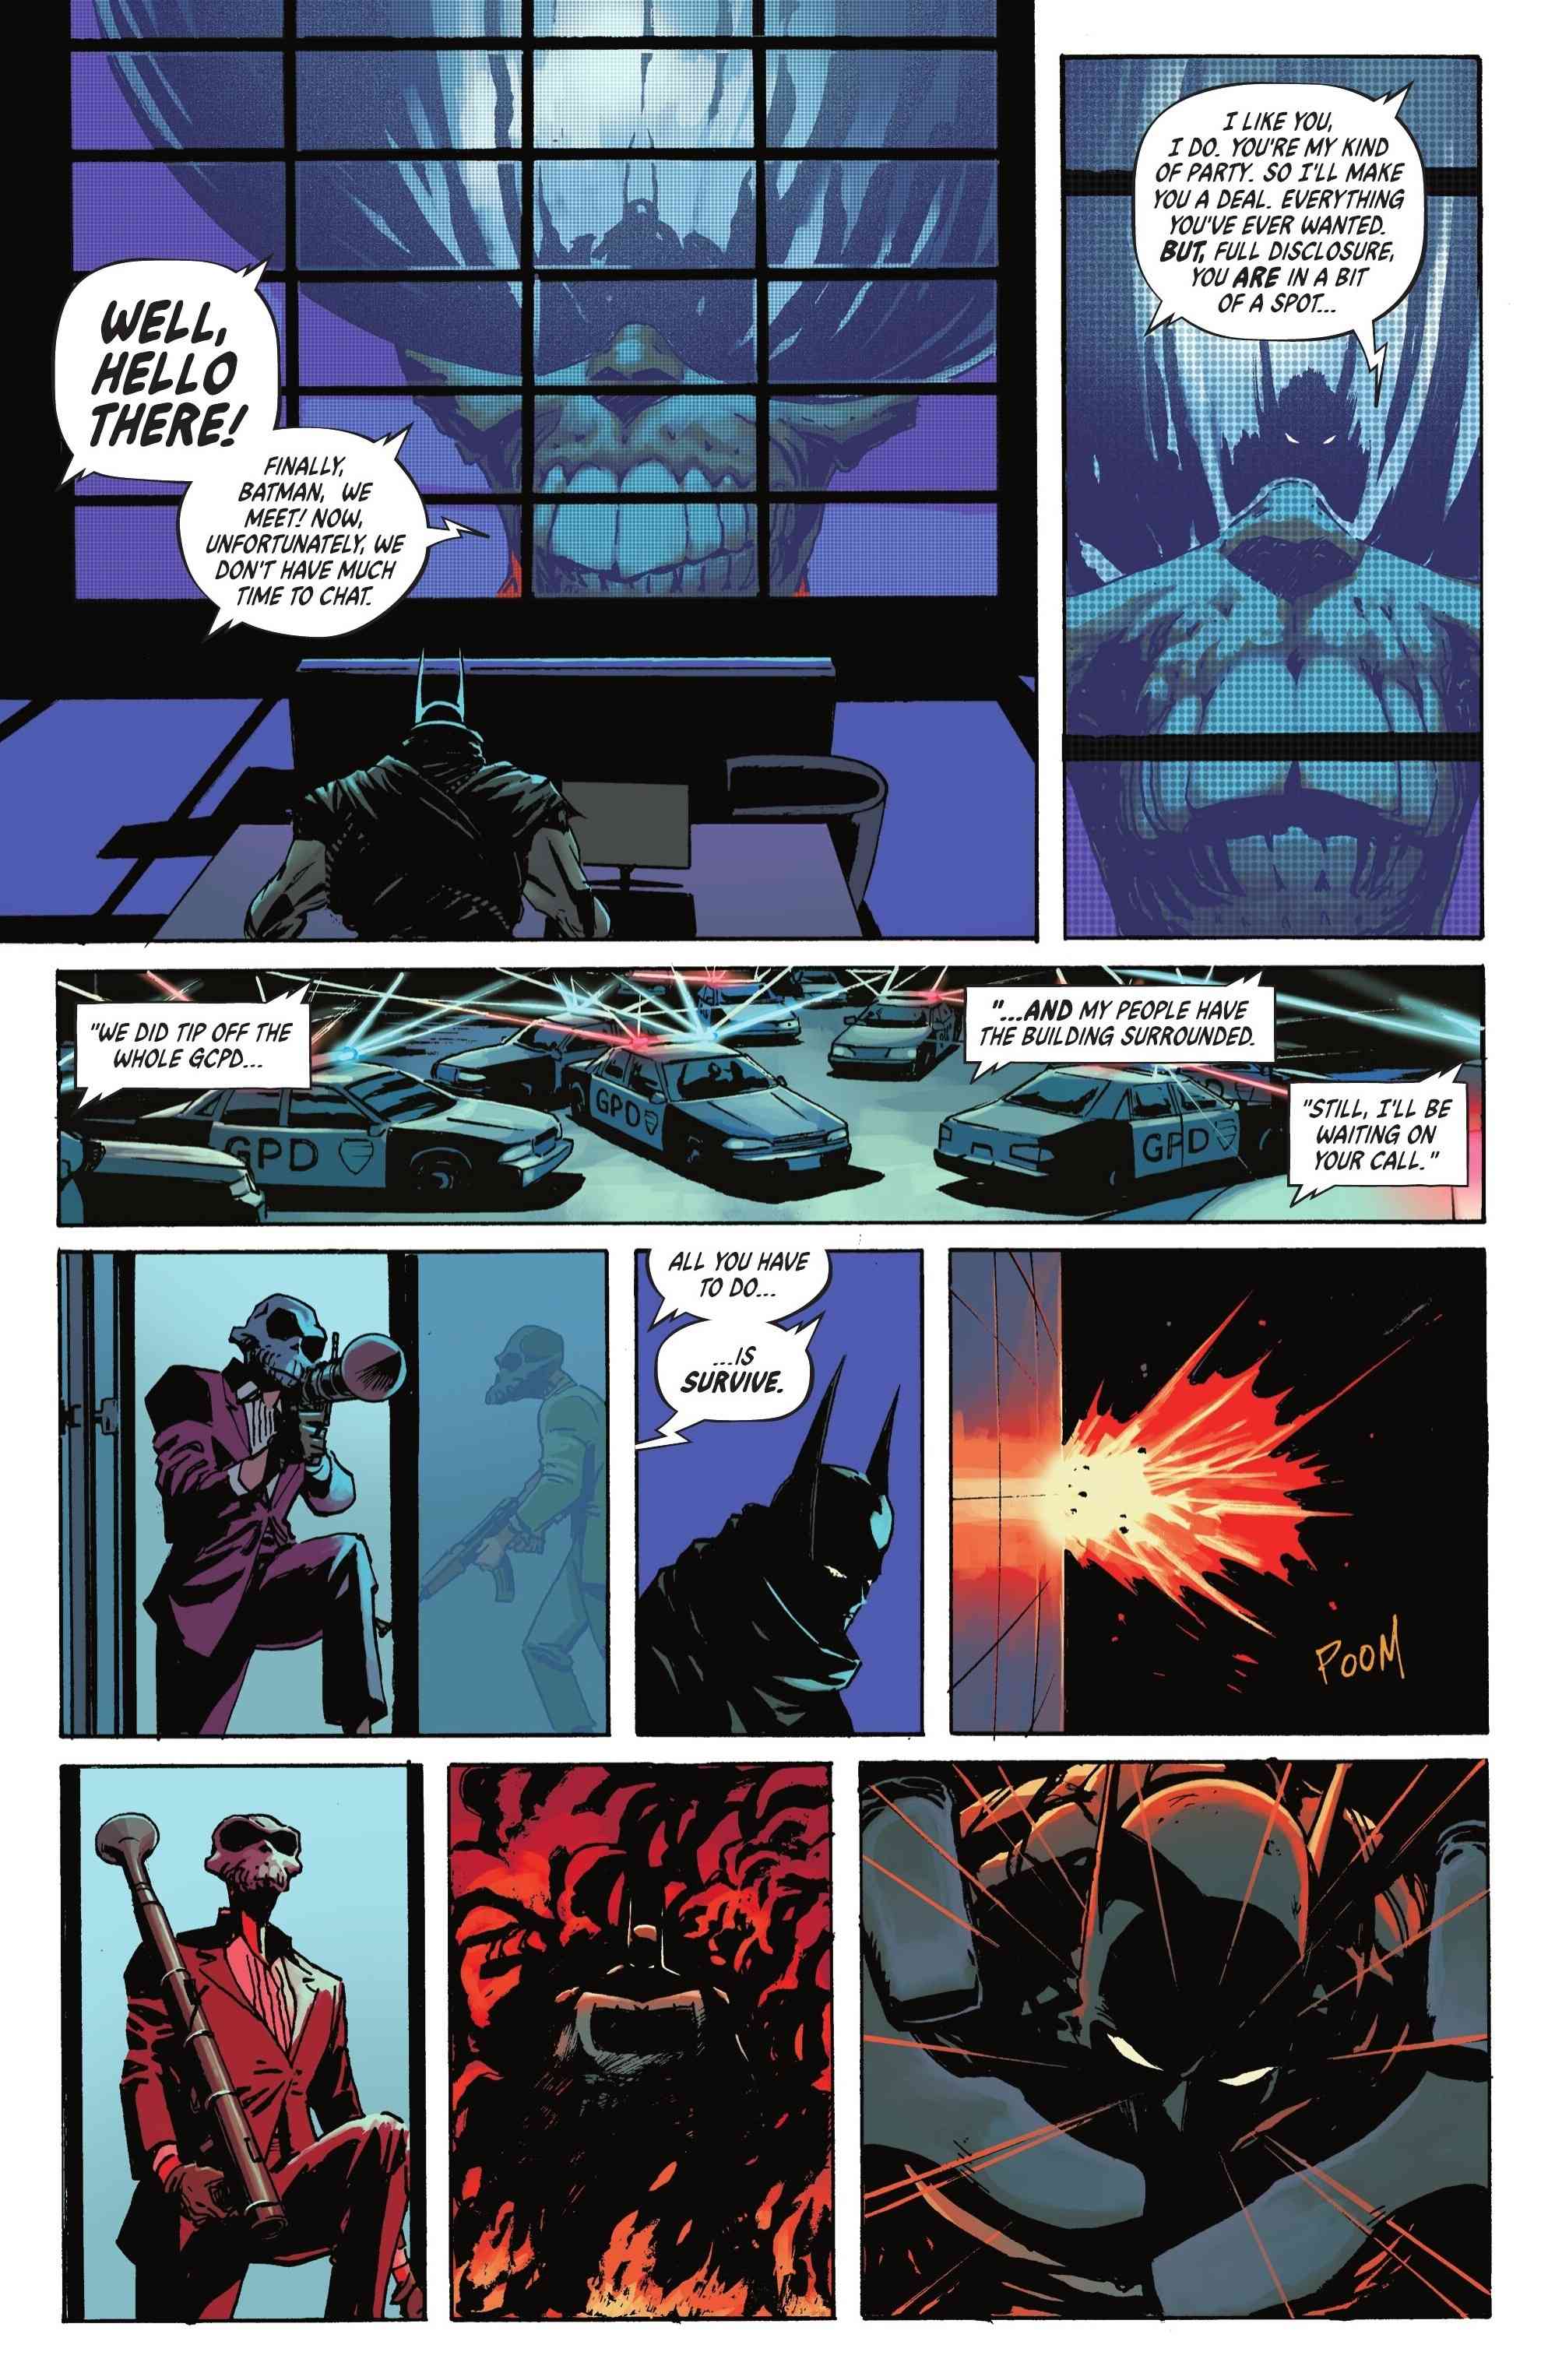 WELL,
HELLO
THERE!
FINALLY,
BATMAN, WE
MEET! NOW,
UNFORTUNATELY, WE
DON'T HAVE MUCH
TIME TO CHAT.
I LIKE YOU,
I DO. YOU'RE MY KIND
OF PARTY. SO I'LL MAKE
YOU A DEAL. EVERYTHING
YOU'VE EVER WANTED.
BUT, FULL DISCLOSURE,
YOU ARE IN A BIT
OF A SPOT...
"WE DID TIP OFF THE
WHOLE GCPD...
"...AND MY PEOPLE HAVE
THE BUILDING SURROUNDED.
"STILL, I'LL BE
WAITING ON
YOUR CALL."
GPD
GPD
GPD
ALL YOU HAVE
TO DO...
...IS
SURVIVE.
POOM